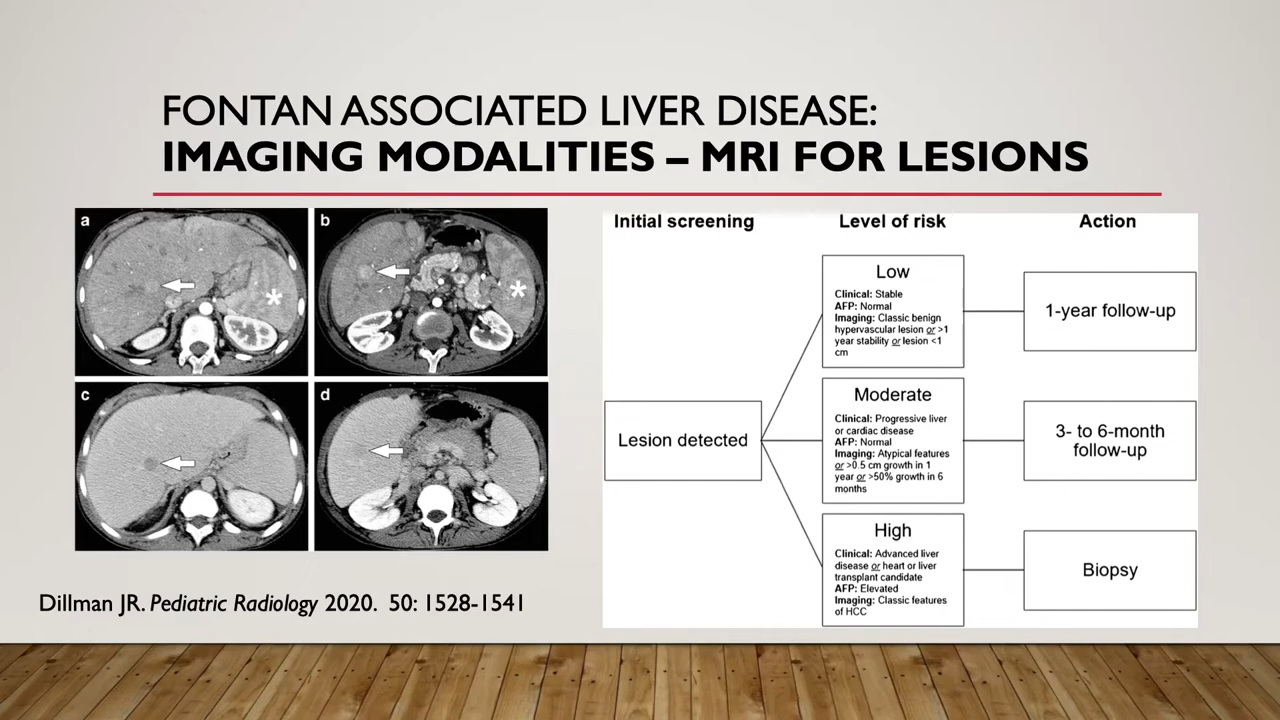 FONTAN ASSOCIATED LIVER DISEASE:
IMAGING MODALITIES – MRI FOR LESIONS
a
b
*
*
c
d
Dillman JR. Pediatric Radiology 2020. 50: 1528-1541
Initial screening
Level of risk
Action
Lesion detected
Low
Clinical: Stable
AFP: Normal
Imaging: Classic benign
hypervascular lesion or >1
year stability or lesion <1
cm
1-year follow-up
Moderate
Clinical: Progressive liver
or cardiac disease
AFP: Normal
Imaging: Atypical features
or >0.5 cm growth in 1
year or >50% growth in 6
months
3- to 6-month
follow-up
High
Clinical: Advanced liver
disease or heart or liver
transplant candidate
AFP: Elevated
Imaging: Classic features
of HCC
Biopsy